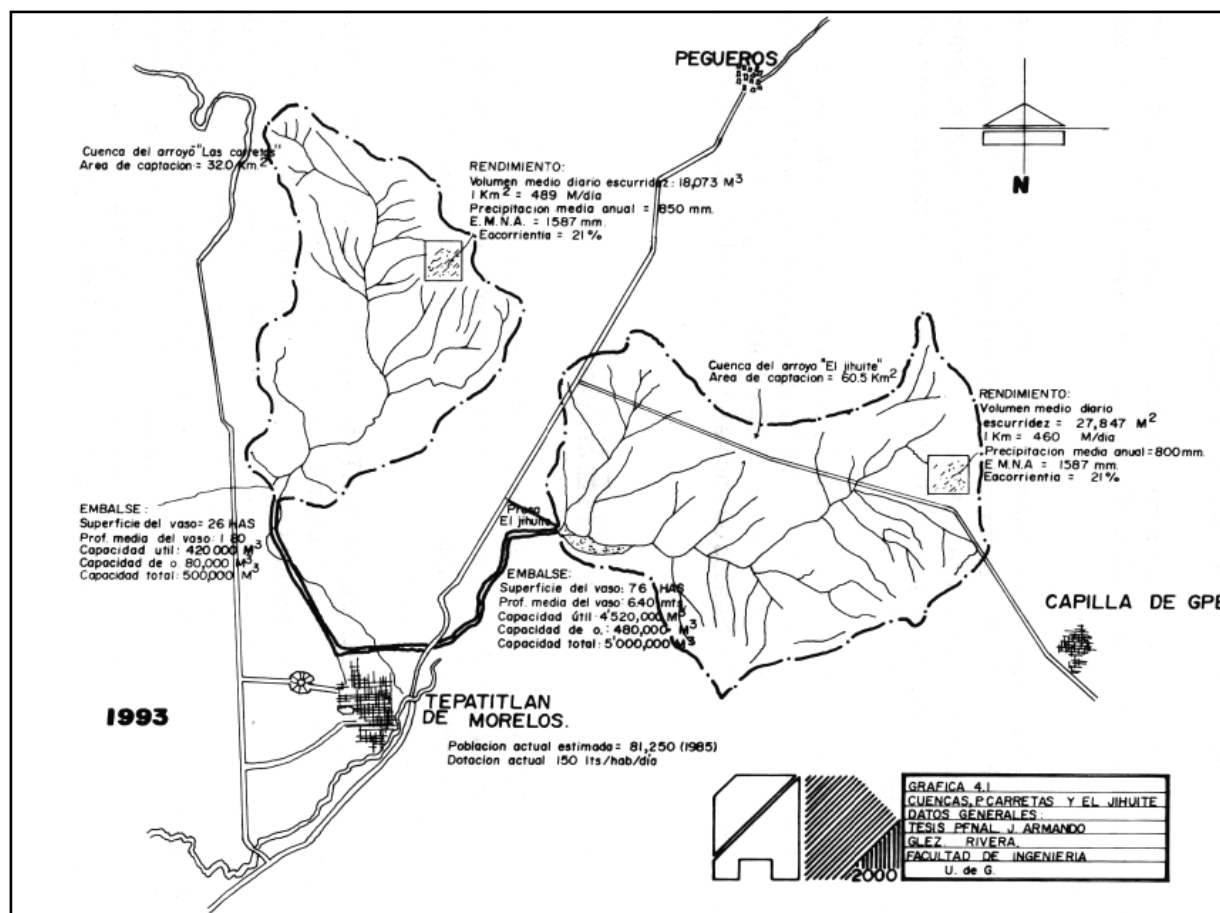 PEGUEROS
N
Cuenca del arroyo "Las carretas"
Area de captacion = 32.0 Km²
RENDIMIENTO:
Volumen medio diario escurridez: 18,073 M³
1 Km² = 489 M/día
Precipitacion media anual = 850 mm.
E.M.N.A. = 1587 mm.
Eacorrientia = 21 %
Cuenca del arroyo "El jihuite"
Area de captacion = 60.5 Km²
RENDIMIENTO:
Volumen medio diario
escurridez = 27,847 M²
1 Km = 460 M/dia
Precipitacion media anual = 800 mm.
E.M.N.A = 1587 mm.
Eacorrientia = 21 %
EMBALSE:
Superficie del vaso = 26 HAS
Prof. media del vaso: 1 80
Capacidad util: 420 000 M³
Capacidad de o. 80,000 M³
Capacidad total: 500,000 M³
Presa
El jihuite
EMBALSE:
Superficie del vaso: 76 HAS
Prof. media del vaso: 6.40 mts.
Capacidad útil: 4'520,000 M³
Capacidad de o.: 480,000 M³
Capacidad total: 5'000,000 M³
CAPILLA DE GPE
1993
TEPATITLAN
DE MORELOS.
Poblacion actual estimada = 81,250 (1985)
Dotacion actual 150 lts/hab/día
2000
GRAFICA 4.1
CUENCAS, P. CARRETAS Y EL JIHUITE
DATOS GENERALES:
TESIS PFNAL J. ARMANDO
GLEZ. RIVERA.
FACULTAD DE INGENIERIA
U. de G.